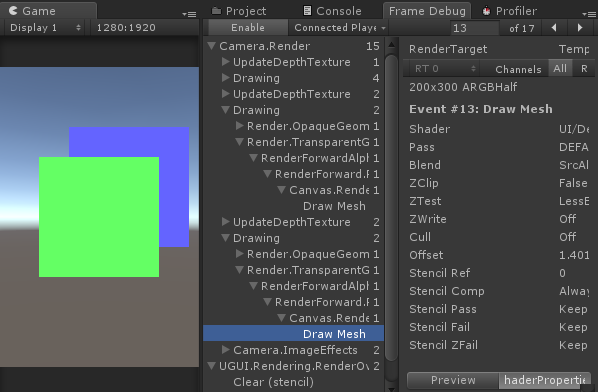 Game
Display 1
1280:1920
Project
Console
Frame Debug
Profiler
Enable
Connected Playe
13
of 17
Camera.Render 15
UpdateDepthTexture 1
Drawing 4
UpdateDepthTexture 2
Drawing 2
Render.OpaqueGeom 1
Render.TransparentG 1
RenderForwardAlph 1
RenderForward.R 1
Canvas.Rende 1
Draw Mesh
UpdateDepthTexture 2
Drawing 2
Render.OpaqueGeom 1
Render.TransparentG 1
RenderForwardAlph 1
RenderForward.R 1
Canvas.Rende 1
Draw Mesh
Camera.ImageEffects 2
UGUI.Rendering.RenderOv 2
Clear (stencil)
RenderTarget Temp
RT 0
Channels
All
R
200x300 ARGBHalf
Event #13: Draw Mesh
Shader UI/De
Pass DEFA
Blend SrcAl
ZClip False
ZTest LessE
ZWrite Off
Cull Off
Offset 1.401
Stencil Ref 0
Stencil Comp Alway
Stencil Pass Keep
Stencil Fail Keep
Stencil ZFail Keep
Preview
haderPropertie